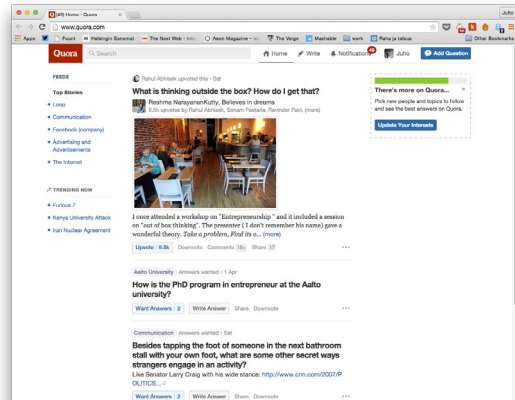 (49) Home - Quora
Juho
www.quora.com
Apps
Fount
Helsingin Sanomat
The Next Web - Inte
Aeon Magazine –
The Verge
Mashable
work
Raha ja talous
Other Bookmarks
Quora
Search
Home
Write
Notifications
Juho
Add Question
FEEDS
Top Stories
Loop
Communication
Facebook (company)
Advertising and
Advertisements
The Internet
TRENDING NOW
Furious 7
Kenya University Attack
Iran Nuclear Agreement
Rahul Abhisek upvoted this • Sat
What is thinking outside the box? How do I get that?
Reshma NarayananKutty, Believes in dreams
9.5k upvotes by Rahul Abhisek, Sonam Pastaria, Ravinder Ravi, (more)
I once attended a workshop on "Entrepreneurship " and it included a session
on "out of box thinking". The presenter ( I don't remember his name) gave a
wonderful theory. Take a problem, Find its o... (more)
Upvote 9.5k Downvote Comments Share 17
Aalto University Answers wanted • 1 Apr
How is the PhD program in entrepreneur at the Aalto
university?
Want Answers 2 Write Answer Share Downvote
Communication Answers wanted • Sat
Besides tapping the foot of someone in the next bathroom
stall with your own foot, what are some other secret ways
strangers engage in an activity?
Like Senator Larry Craig with his wide stance: http://www.cnn.com/2007/P
OLITICS...
Want Answers 2 Write Answer Share Downvote
There's more on Quora...
Pick new people and topics to follow
and see the best answers on Quora.
Update Your Interests